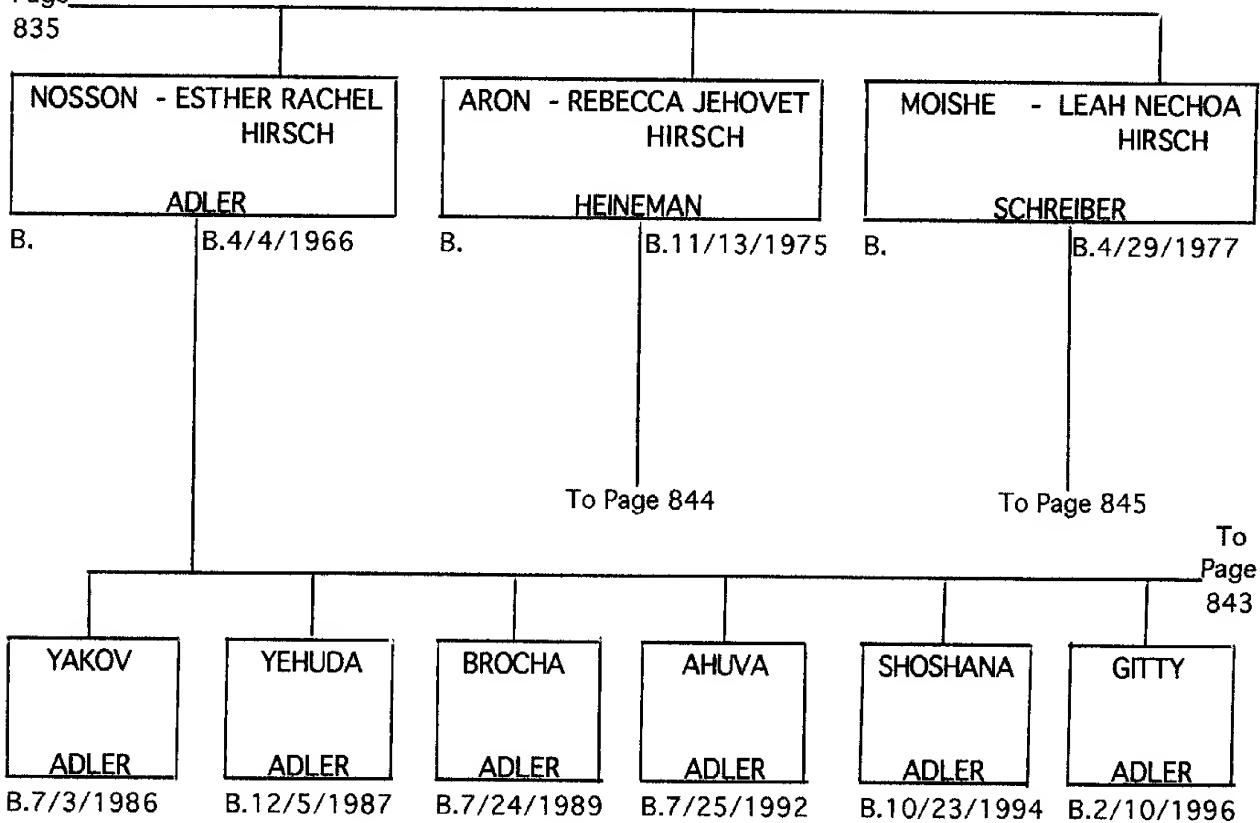 Page
835
NOSSON - ESTHER RACHEL
HIRSCH
ADLER
B. B.4/4/1966
ARON - REBECCA JEHOVET
HIRSCH
HEINEMAN
B. B.11/13/1975
MOISHE - LEAH NECHOA
HIRSCH
SCHREIBER
B. B.4/29/1977
To Page 844
To Page 845
To
Page
843
YAKOV
ADLER
B.7/3/1986
YEHUDA
ADLER
B.12/5/1987
BROCHA
ADLER
B.7/24/1989
AHUVA
ADLER
B.7/25/1992
SHOSHANA
ADLER
B.10/23/1994
GITTY
ADLER
B.2/10/1996